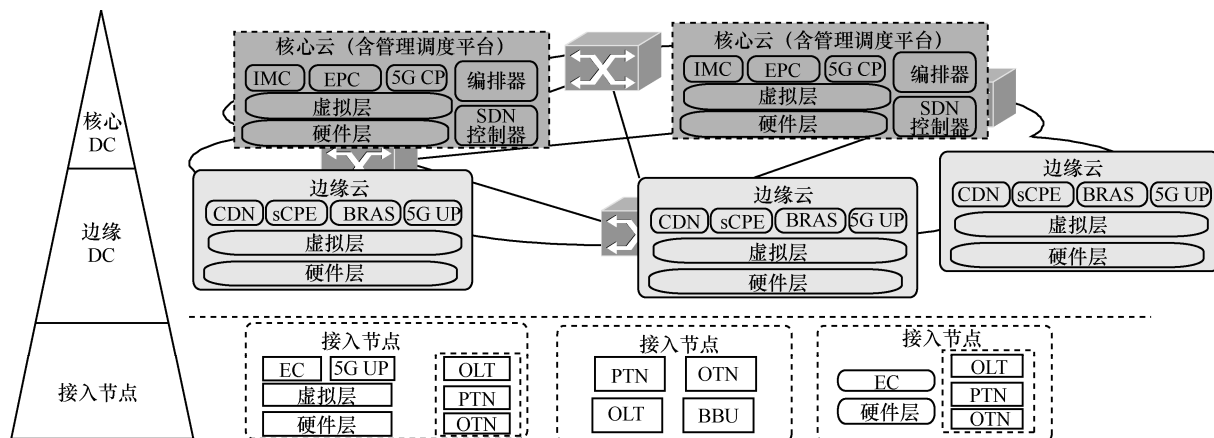 核心
DC
边缘
DC
接入节点
核心云（含管理调度平台）
IMC
EPC
5G CP
编排器
虚拟层
硬件层
SDN
控制器
核心云（含管理调度平台）
IMC
EPC
5G CP
编排器
虚拟层
硬件层
SDN
控制器
边缘云
CDN
sCPE
BRAS
5G UP
虚拟层
硬件层
边缘云
CDN
sCPE
BRAS
5G UP
虚拟层
硬件层
边缘云
CDN
sCPE
BRAS
5G UP
虚拟层
硬件层
接入节点
EC
5G UP
虚拟层
硬件层
OLT
PTN
OTN
接入节点
PTN
OTN
OLT
BBU
接入节点
EC
硬件层
OLT
PTN
OTN